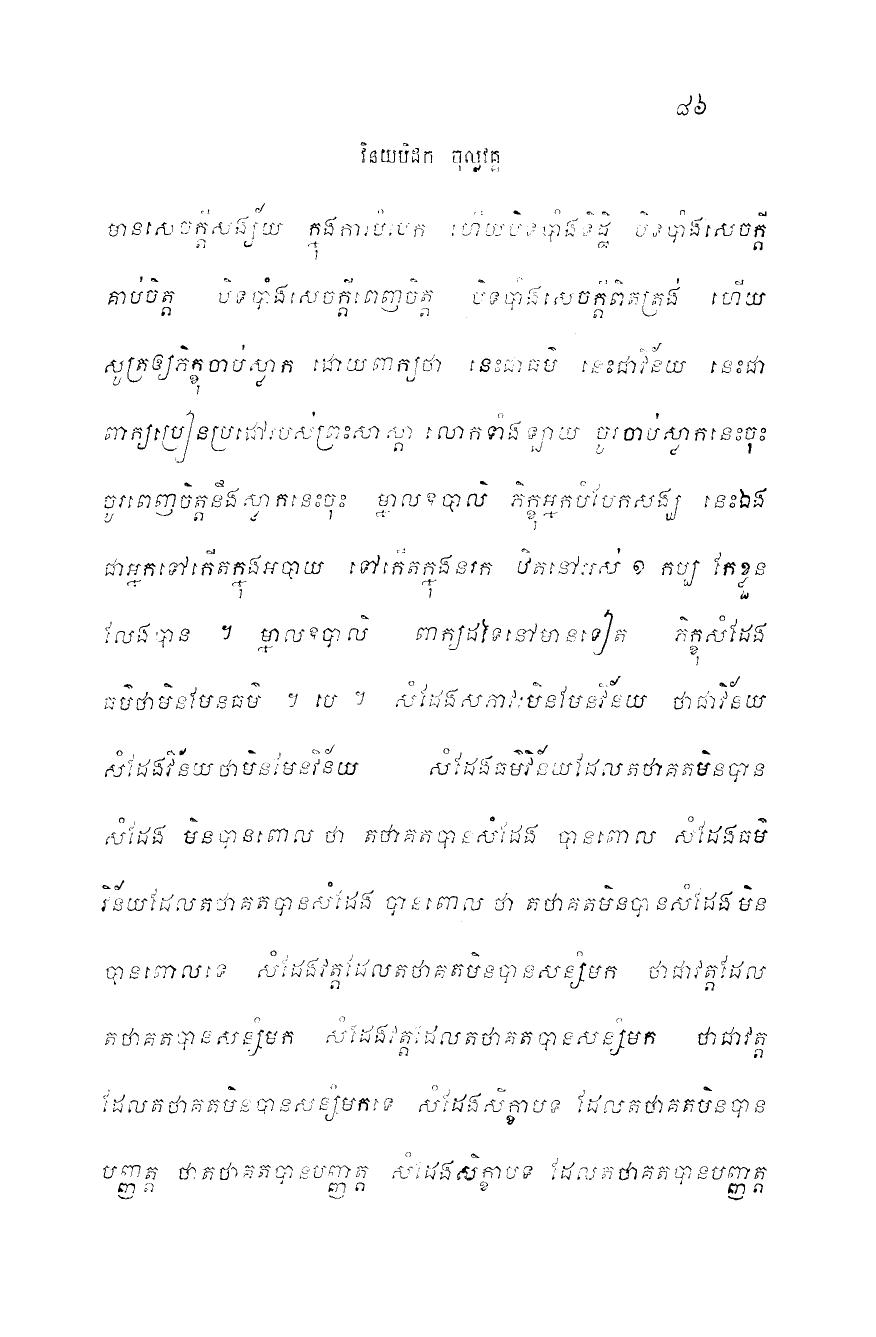 ៨៦
វិនយបិដក ចុល្លវគ្គ
មានសេចក្តីសង្ស័យ ក្នុងការបំបែក ហើយបិទបាំងទិដ្ឋិ បិទបាំងសេចក្តី
គាប់ចិត្ត បិទបាំងសេចក្តីពេញចិត្ត បិទបាំងសេចក្តីពិតត្រង់ ហើយ
សូត្រឲ្យភិក្ខុចាប់ស្លាក ដោយពាក្យថា នេះជាធម៌ នេះជាវិន័យ នេះជា
ពាក្យប្រៀនប្រដៅរបស់ព្រះសាស្តា លោកទាំងឡាយ ចូរចាប់ស្លាកនេះចុះ
ចូរពេញចិត្តនឹងស្លាកនេះចុះ ម្នាលឧបាលិ ភិក្ខុអ្នកបំបែកសង្ឃ នេះឯង
ជាអ្នកទៅកើតក្នុងអបាយ ទៅកើតក្នុងនរក ឋិតនៅអស់ ១ កប្ប កែខ្លួន
លែងបាន ។ ម្នាលឧបាលិ ពាក្យដទៃនៅមានទៀត ភិក្ខុសំដែង
ធម៌ថាមិនមែនធម៌ ។ បេ ។ សំដែងសភាវៈមិនមែនវិន័យ ថាជាវិន័យ
សំដែងវិន័យថាមិនមែនវិន័យ សំដែងធម៌វិន័យដែលតថាគតមិនបាន
សំដែង មិនបានពោល ថា តថាគតបានសំដែង បានពោល សំដែងធម៌
វិន័យដែលតថាគតបានសំដែង បានពោល ថា តថាគតមិនបានសំដែងមិន
បានពោលទេ សំដែងវត្តដែលតថាគតមិនបានសន្សំមក ថាជាវត្តដែល
តថាគតបានសន្សំមក សំដែងវត្តដែលតថាគតបានសន្សំមក ថាជាវត្ត
ដែលតថាគតមិនបានសន្សំមកទេ សំដែងសិក្ខាបទ ដែលតថាគតមិនបាន
បញ្ញត្ត ថាតថាគតបានបញ្ញត្ត សំដែងសិក្ខាបទ ដែលតថាគតបានបញ្ញត្ត